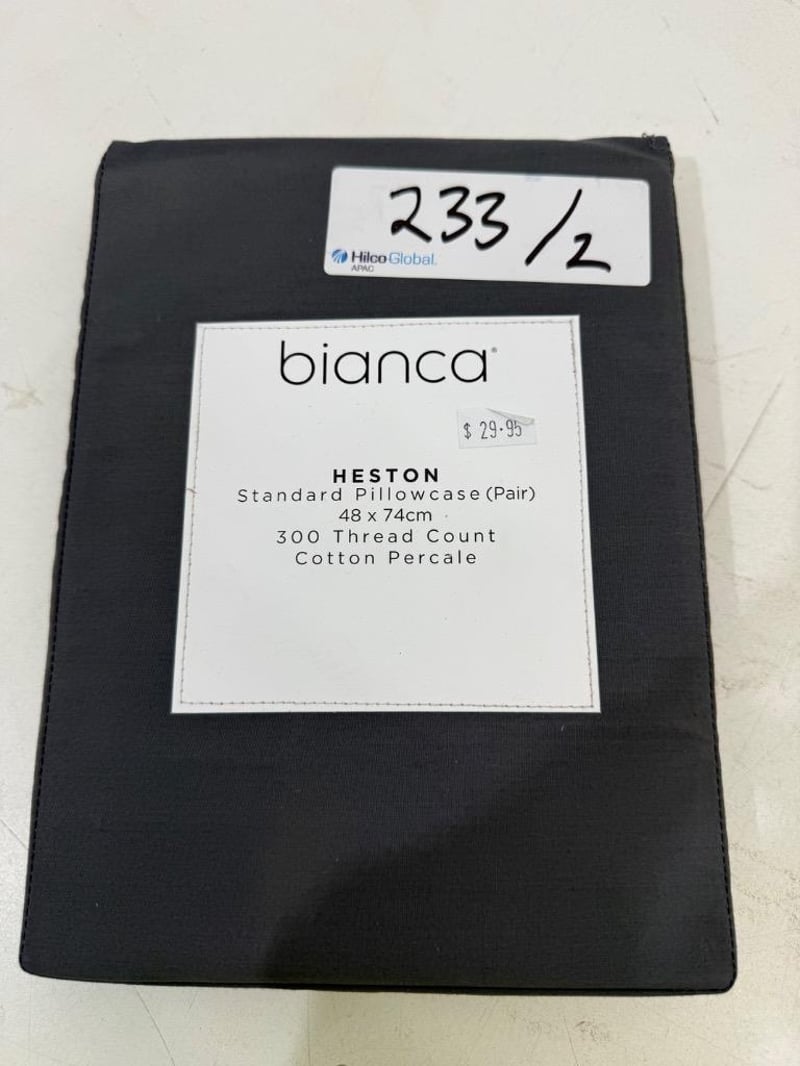 233/2
Hilco Global.
APAC
bianca®
$ 29.95
HESTON
Standard Pillowcase (Pair)
48 x 74cm
300 Thread Count
Cotton Percale